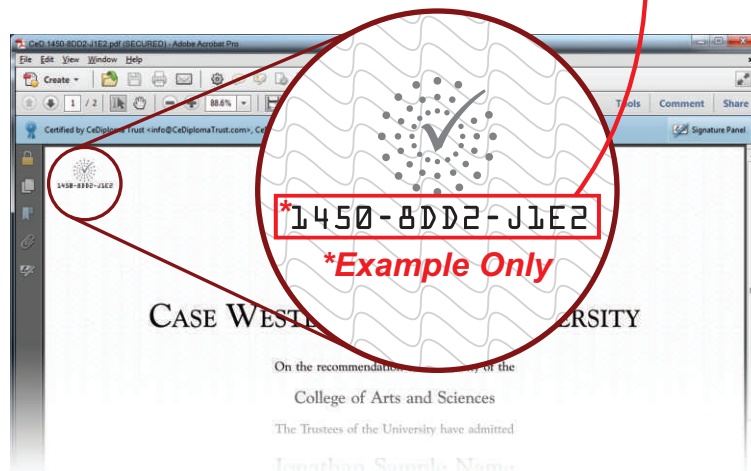 CeD 1450-8DD2-J1E2.pdf (SECURED) - Adobe Acrobat Pro
File Edit View Window Help
Create
1 / 2 88.6% Tools Comment Share
Certified by CeDiploma Trust <info@CeDiplomaTrust.com>, Ce Signature Panel
1450-8DD2-J1E2
*1450-8DD2-J1E2
*Example Only
CASE WESTE ERSITY
On the recommendation of the
College of Arts and Sciences
The Trustees of the University have admitted
Jonathan Sample Name